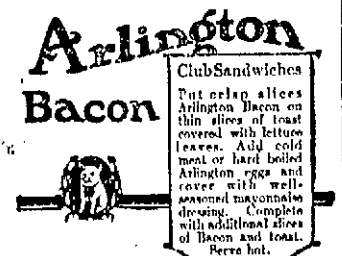 Arlington
Bacon
Club Sandwiches
Put crisp slices
Arlington Bacon on
thin slices of toast
covered with lettuce
leaves. Add cold
meat or hard boiled
Arlington eggs and
cover with well-
seasoned mayonnaise
dressing. Complete
with additional slices
of Bacon and toast.
Serve hot.